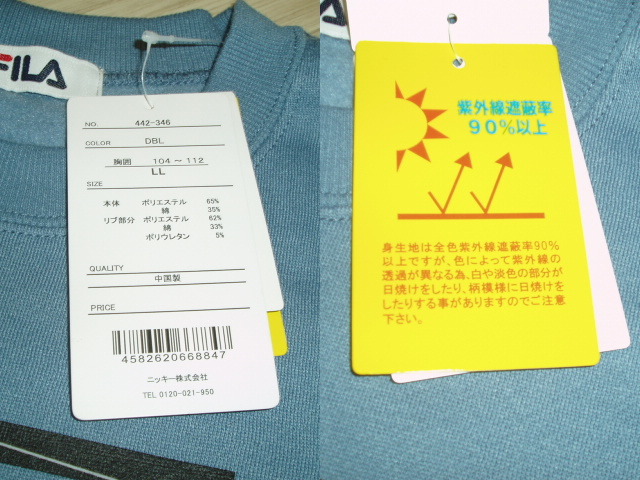 FILA
NO. 442-346
COLOR DBL
胸囲 104～112
LL
SIZE
本体 ポリエステル 65%
綿 35%
リブ部分 ポリエステル 62%
綿 33%
ポリウレタン 5%
QUALITY
中国製
PRICE
4582620668847
ニッキー株式会社
TEL 0120-021-950
紫外線遮蔽率
90%以上
身生地は全色紫外線遮蔽率90%
以上ですが、色によって紫外線の
透過が異なる為、白や淡色の部分が
日焼けをしたり、柄模様に日焼けを
したりする事がありますのでご注意
下さい。